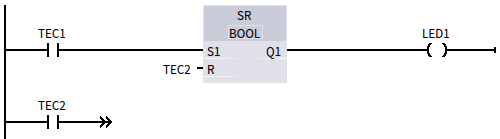 SR
TEC1 BOOL LED1
S1 Q1
TEC2 R
TEC2